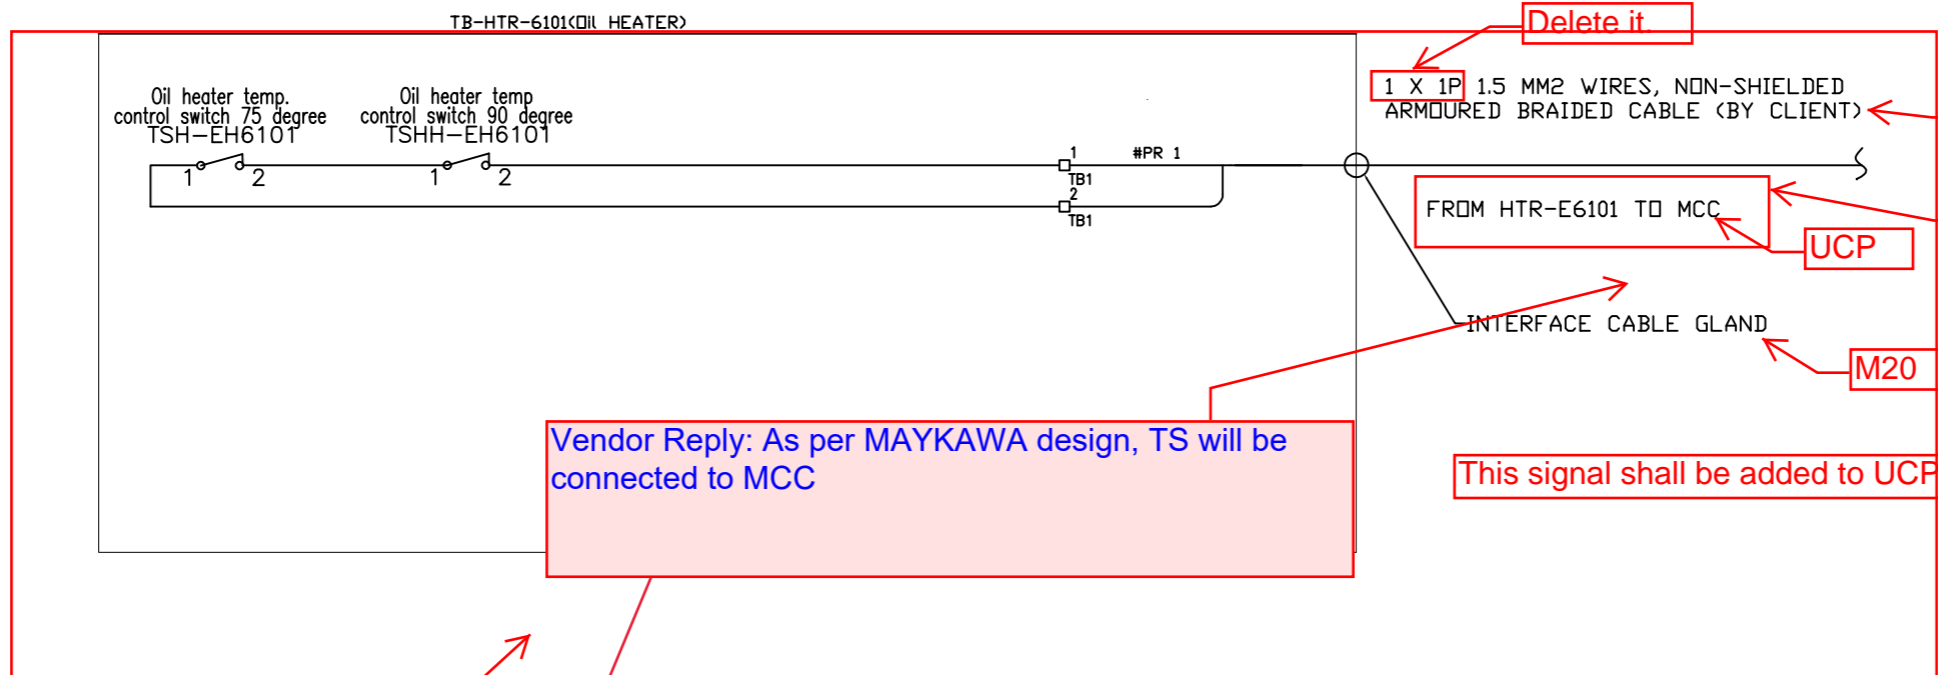 TB-HTR-6101(OIL HEATER)
Delete it.
1 X 1P 1.5 MM2 WIRES, NON-SHIELDED
ARMOURED BRAIDED CABLE (BY CLIENT)
Oil heater temp.
control switch 75 degree
TSH-EH6101
Oil heater temp
control switch 90 degree
TSHH-EH6101
1 2
1 2
1
TB1
#PR 1
2
TB1
FROM HTR-E6101 TO MCC
UCP
INTERFACE CABLE GLAND
M20
Vendor Reply: As per MAYKAWA design, TS will be
connected to MCC
This signal shall be added to UCP